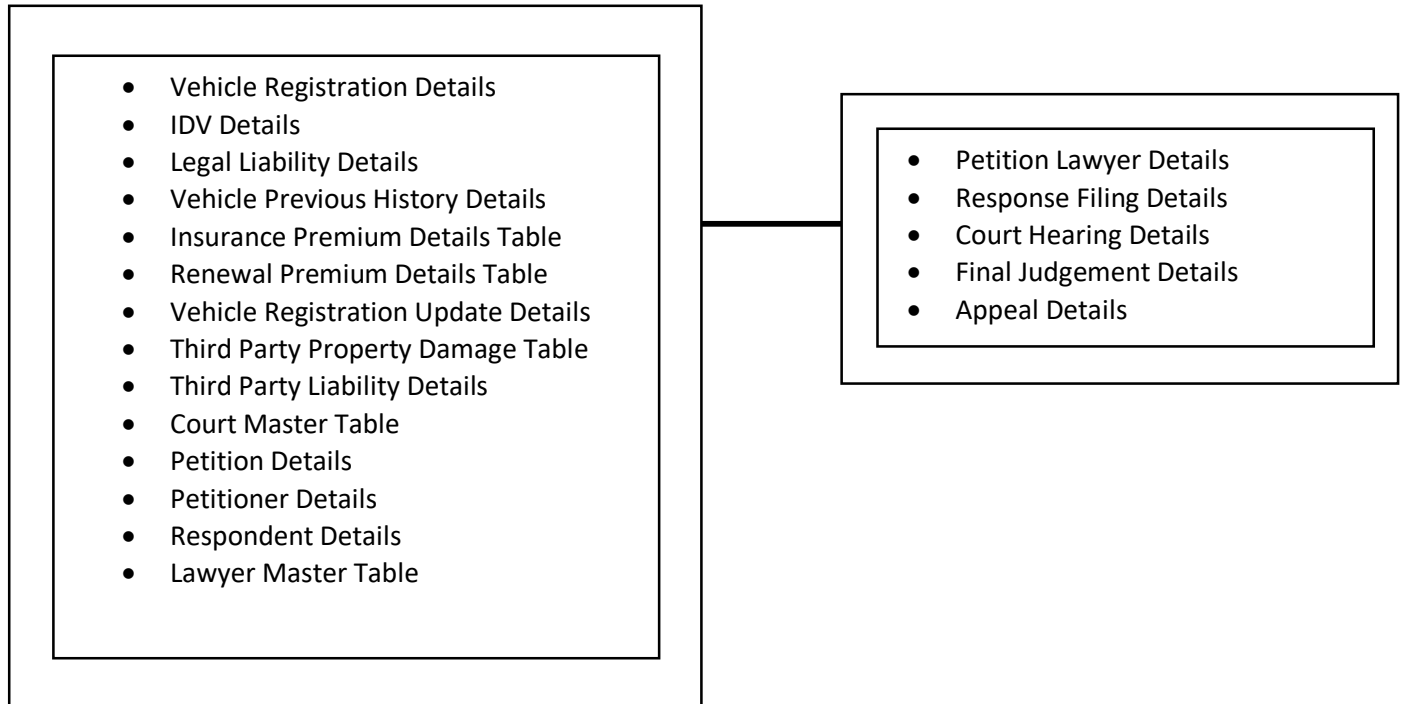 • Vehicle Registration Details
• IDV Details
• Legal Liability Details
• Vehicle Previous History Details
• Insurance Premium Details Table
• Renewal Premium Details Table
• Vehicle Registration Update Details
• Third Party Property Damage Table
• Third Party Liability Details
• Court Master Table
• Petition Details
• Petitioner Details
• Respondent Details
• Lawyer Master Table
• Petition Lawyer Details
• Response Filing Details
• Court Hearing Details
• Final Judgement Details
• Appeal Details